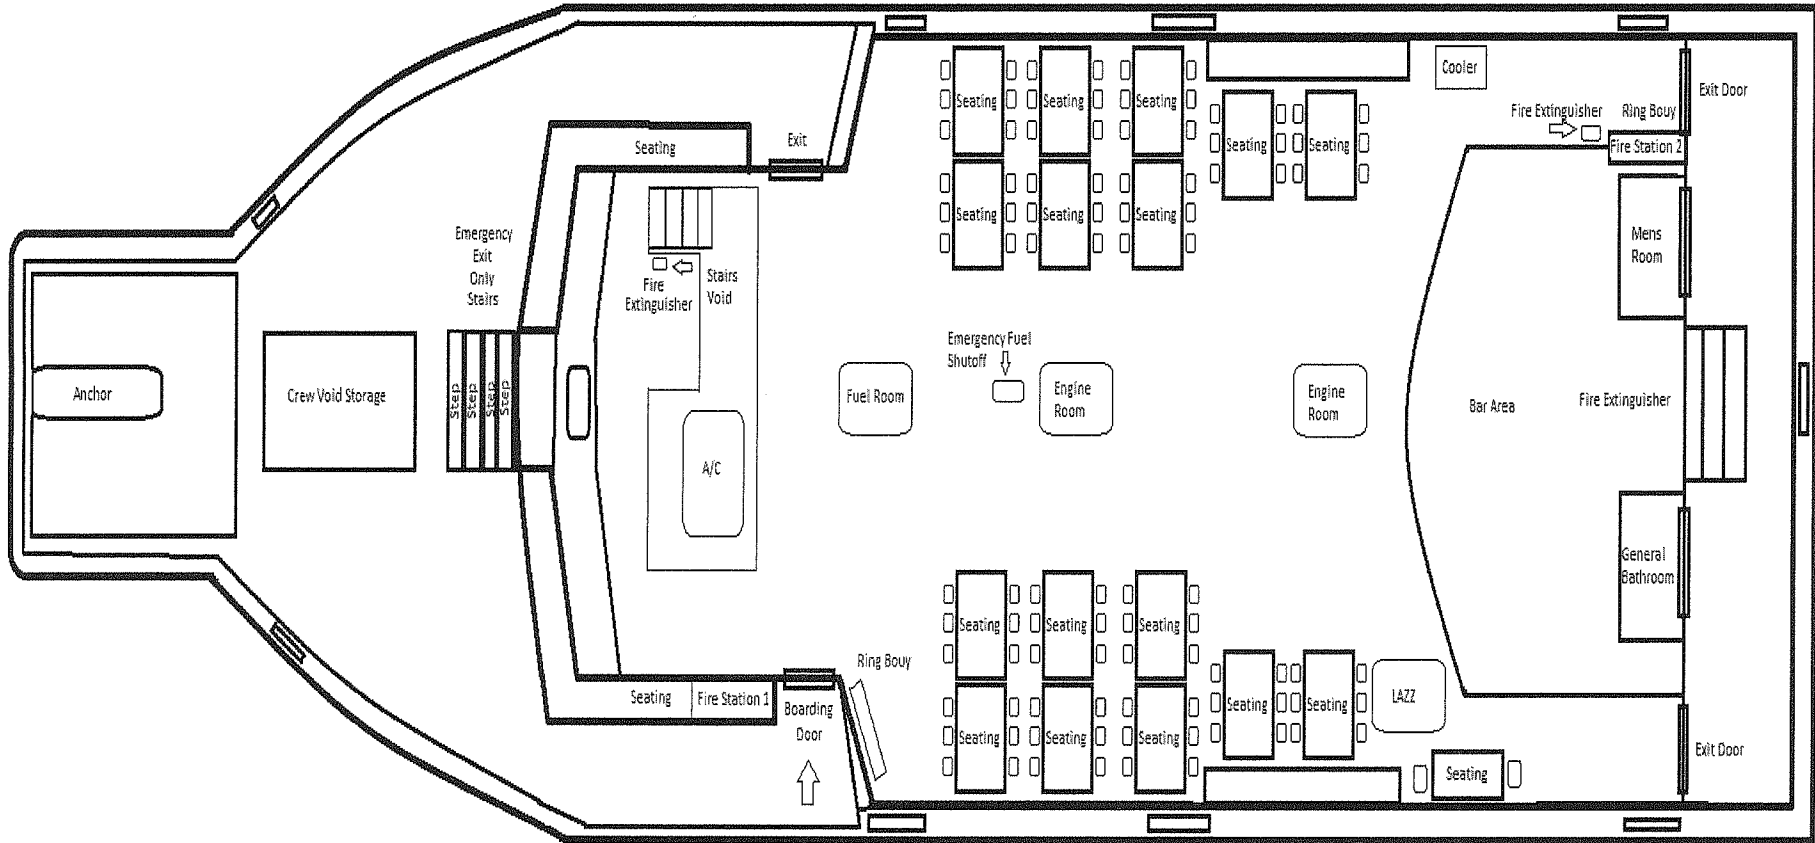 Cooler
Exit Door
Fire Extinguisher
Ring Bouy
Fire Station 2
Seating
Seating
Seating
Seating
Seating
Seating
Seating
Seating
Exit
Seating
Mens
Room
Emergency
Exit
Only
Stairs
Fire
Extinguisher
Stairs
Void
Emergency Fuel
Shutoff
Anchor
Crew Void Storage
Step
Step
Step
Step
A/C
Fuel Room
Engine
Room
Engine
Room
Bar Area
Fire Extinguisher
General
Bathroom
Seating
Seating
Seating
Ring Bouy
Seating
Fire Station 1
Boarding
Door
Seating
Seating
Seating
Seating
Seating
LAZZ
Seating
Exit Door